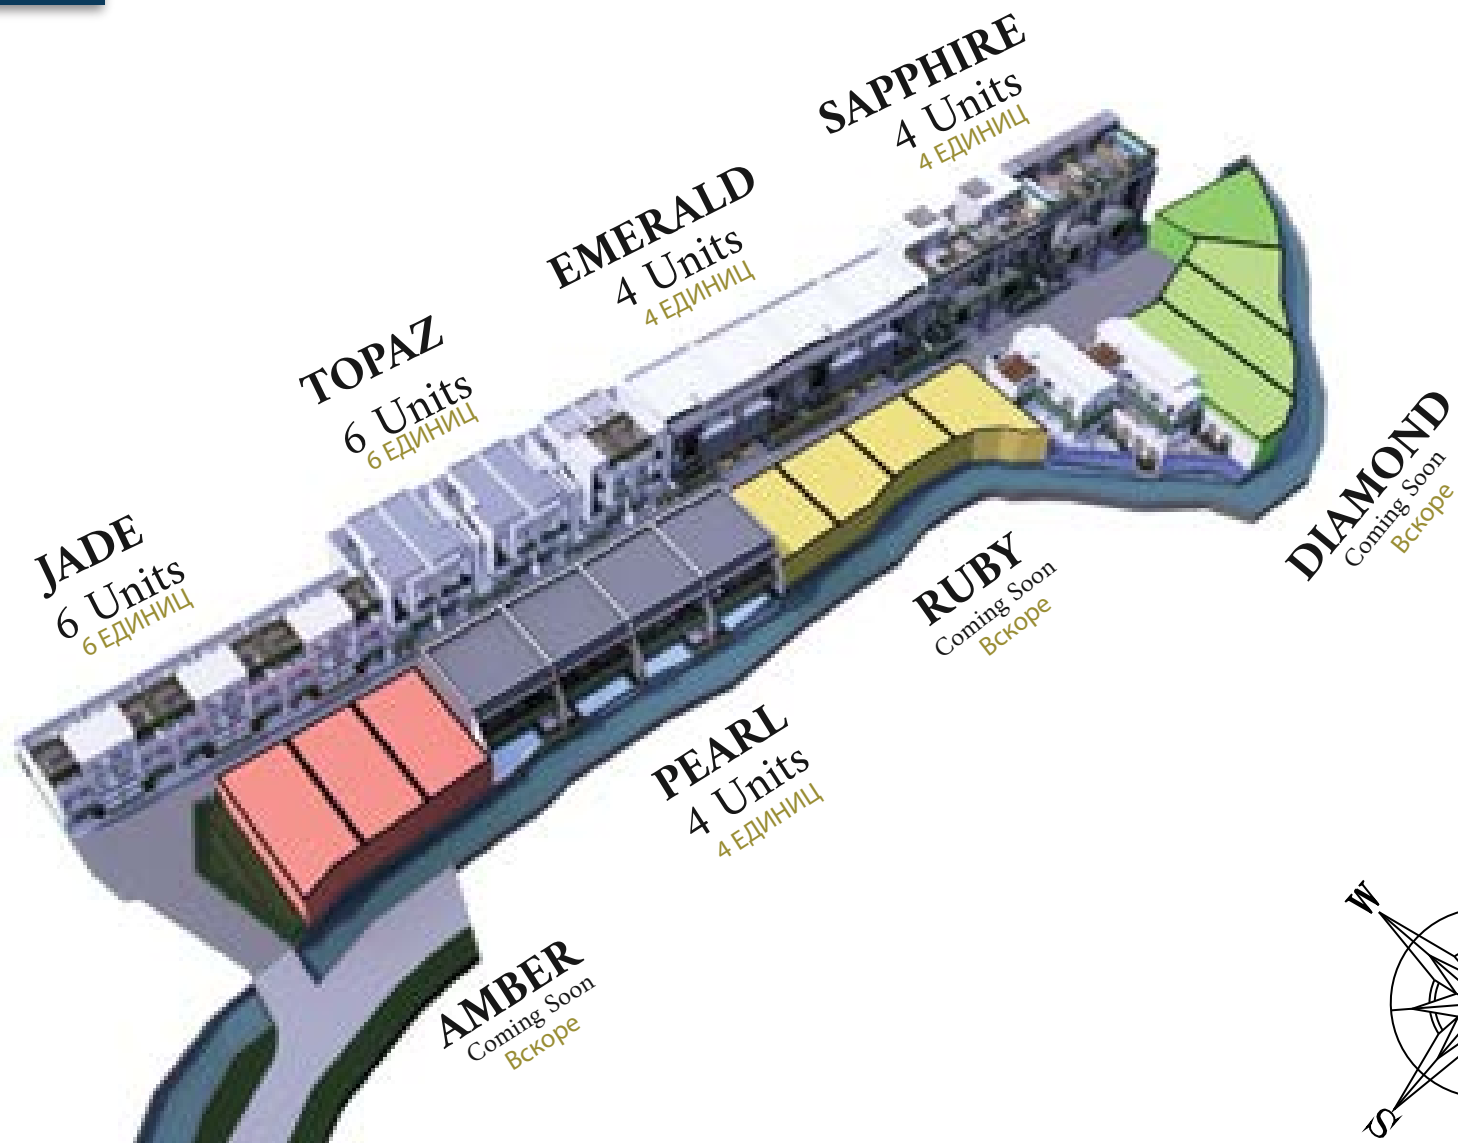 SAPPHIRE
4 Units
4 ЕДИНИЦ
EMERALD
4 Units
4 ЕДИНИЦ
TOPAZ
6 Units
6 ЕДИНИЦ
JADE
6 Units
6 ЕДИНИЦ
DIAMOND
Coming Soon
Вскоре
RUBY
Coming Soon
Вскоре
PEARL
4 Units
4 ЕДИНИЦ
AMBER
Coming Soon
Вскоре
W
S